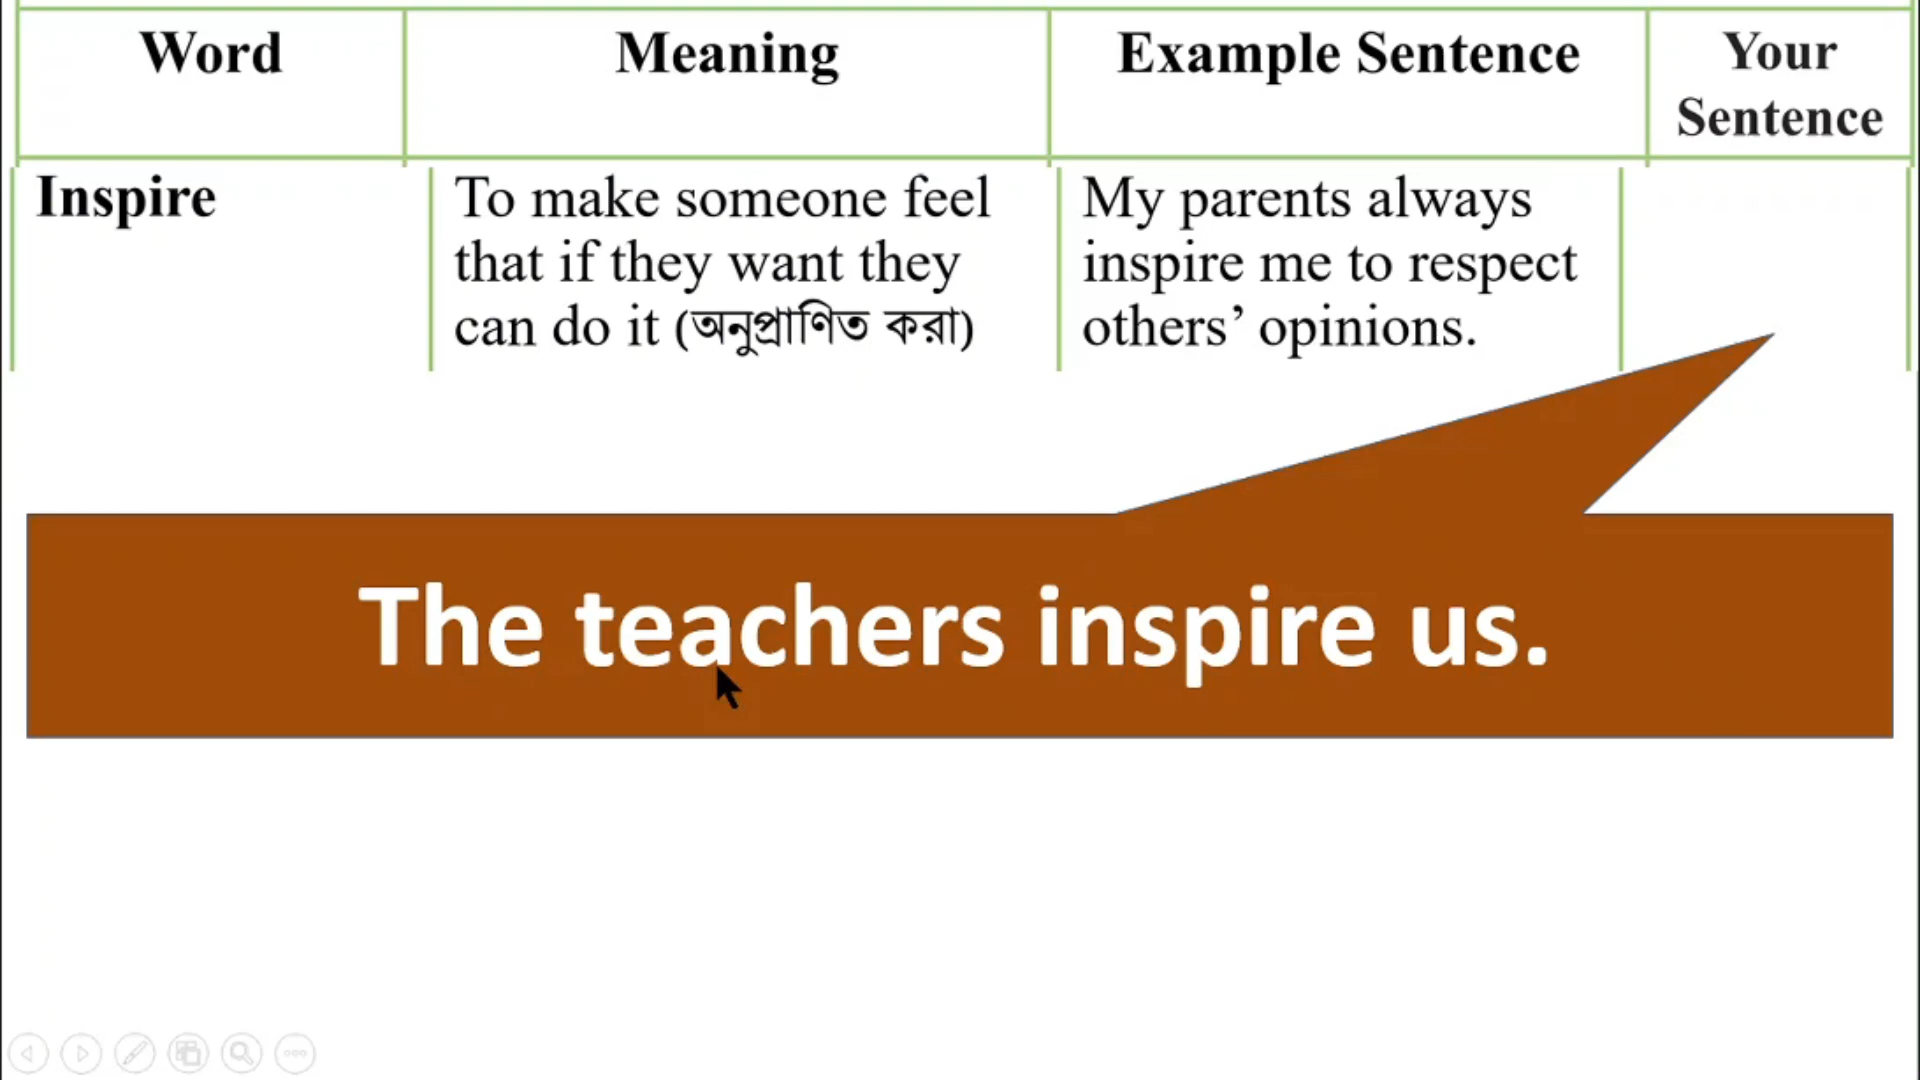 Word
Meaning
Example Sentence
Your
Sentence
Inspire
To make someone feel
that if they want they
can do it (অনুপ্রাণিত করা)
My parents always
inspire me to respect
others’ opinions.
The teachers inspire us.